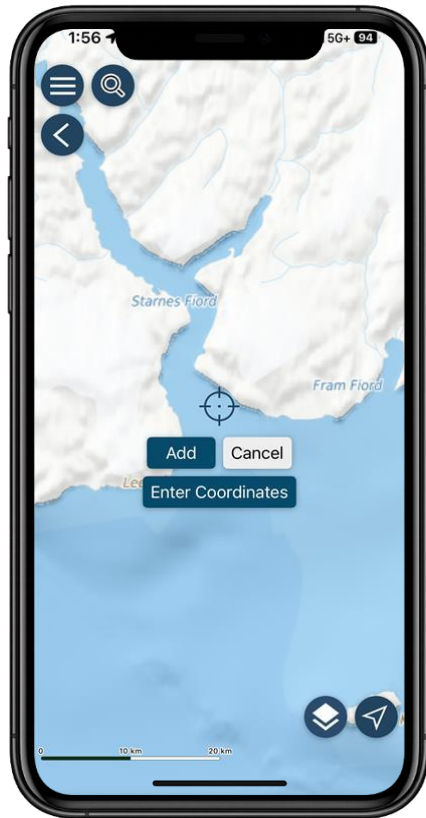 1:56
5G+ 94
Starnes Fiord
Fram Fiord
Add
Cancel
Enter Coordinates
0 10 km 20 km